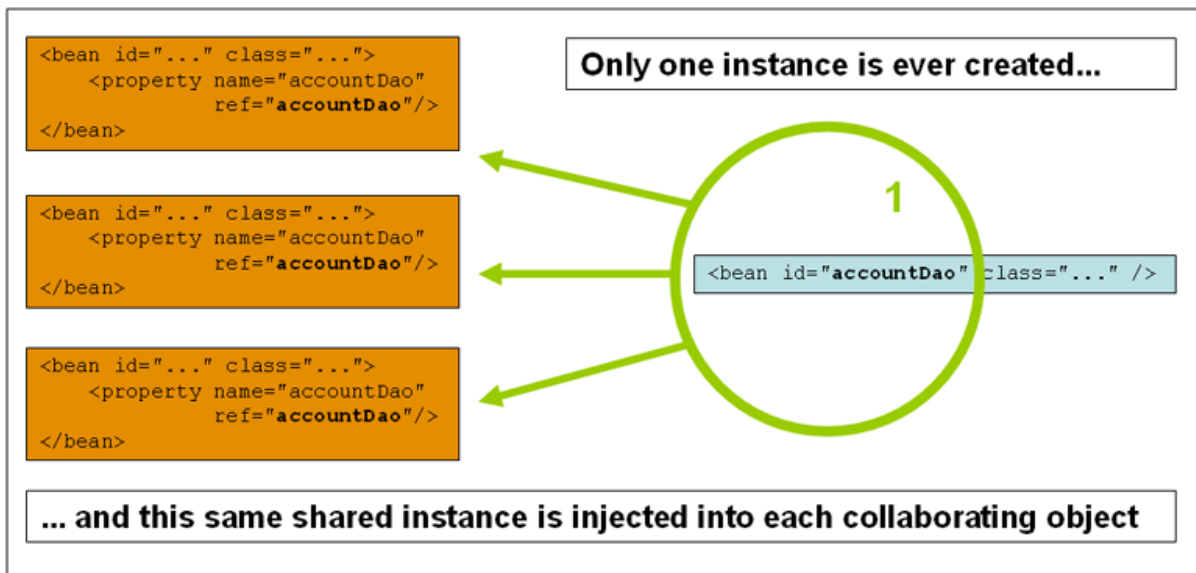 <bean id="..." class="...">
<property name="accountDao"
ref="accountDao"/>
</bean>
Only one instance is ever created...
1
<bean id="..." class="...">
<property name="accountDao"
ref="accountDao"/>
</bean>
<bean id="accountDao" class="..." />
<bean id="..." class="...">
<property name="accountDao"
ref="accountDao"/>
</bean>
... and this same shared instance is injected into each collaborating object